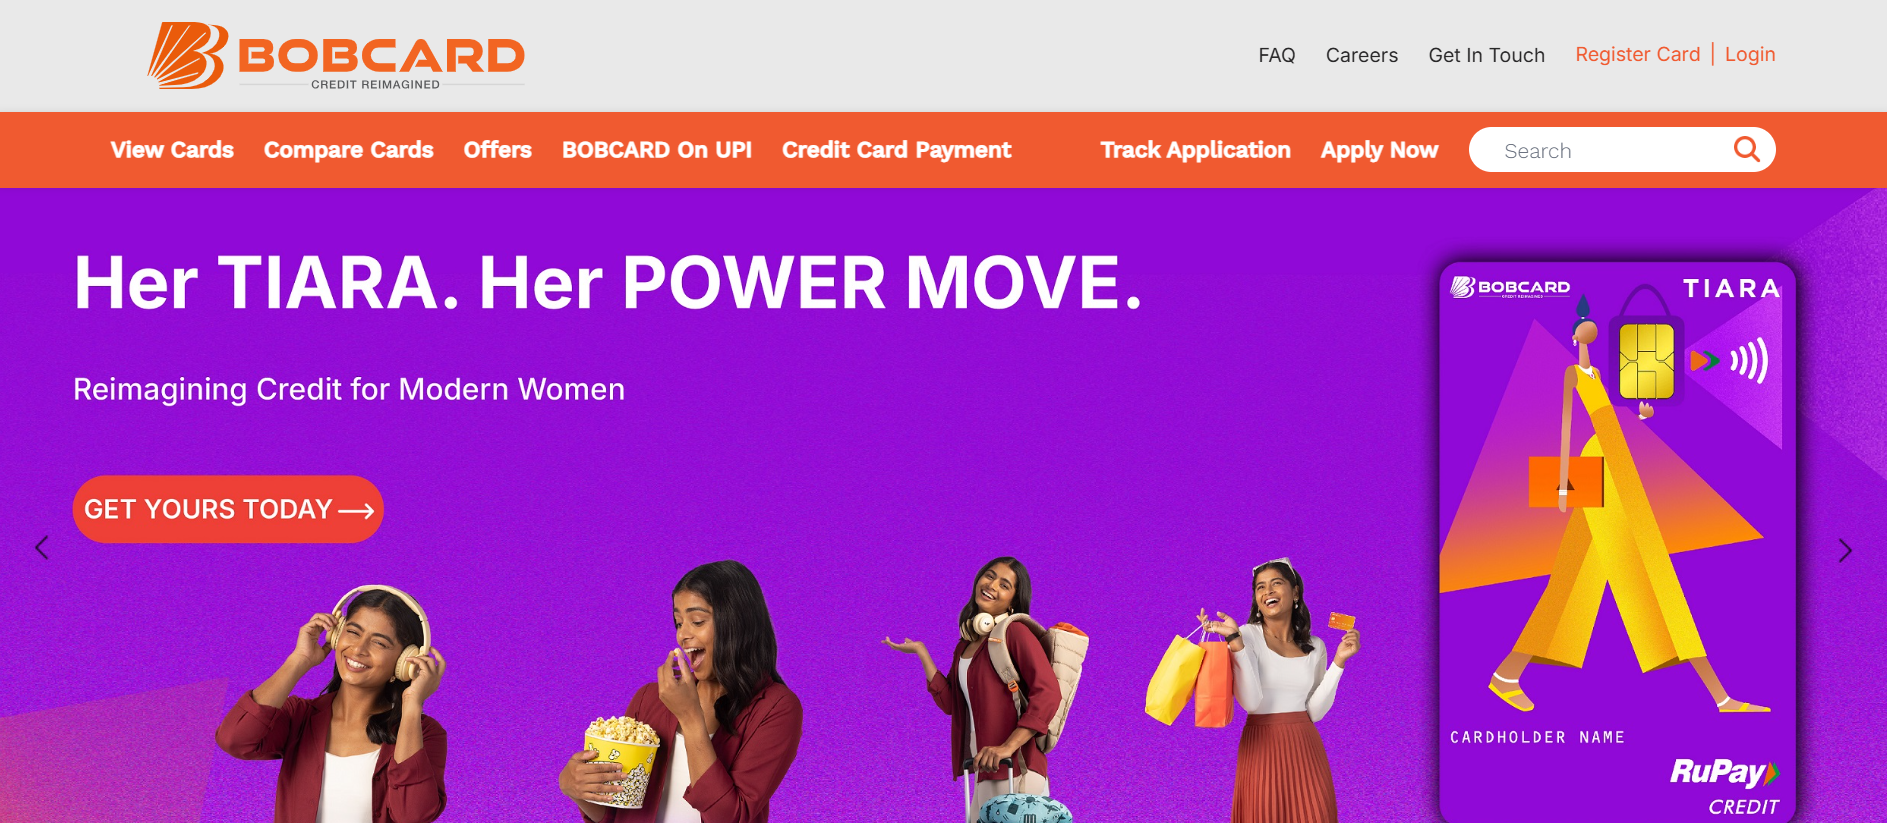 BOBCARD
CREDIT REIMAGINED
FAQ Careers Get In Touch Register Card | Login
View Cards Compare Cards Offers BOBCARD On UPI Credit Card Payment Track Application Apply Now Search
Her TIARA. Her POWER MOVE.
Reimagining Credit for Modern Women
GET YOURS TODAY
BOBCARD
CREDIT REIMAGINED
TIARA
CARDHOLDER NAME
RuPay
CREDIT